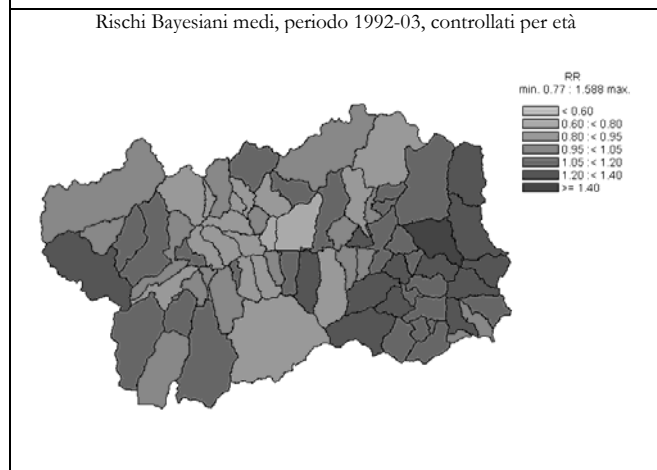 Rischi Bayesiani medi, periodo 1992-03, controllati per età
RR
min. 0.77 : 1.588 max.
< 0.60
0.60 :< 0.80
0.80 :< 0.95
0.95 :< 1.05
1.05 :< 1.20
1.20 :< 1.40
>= 1.40